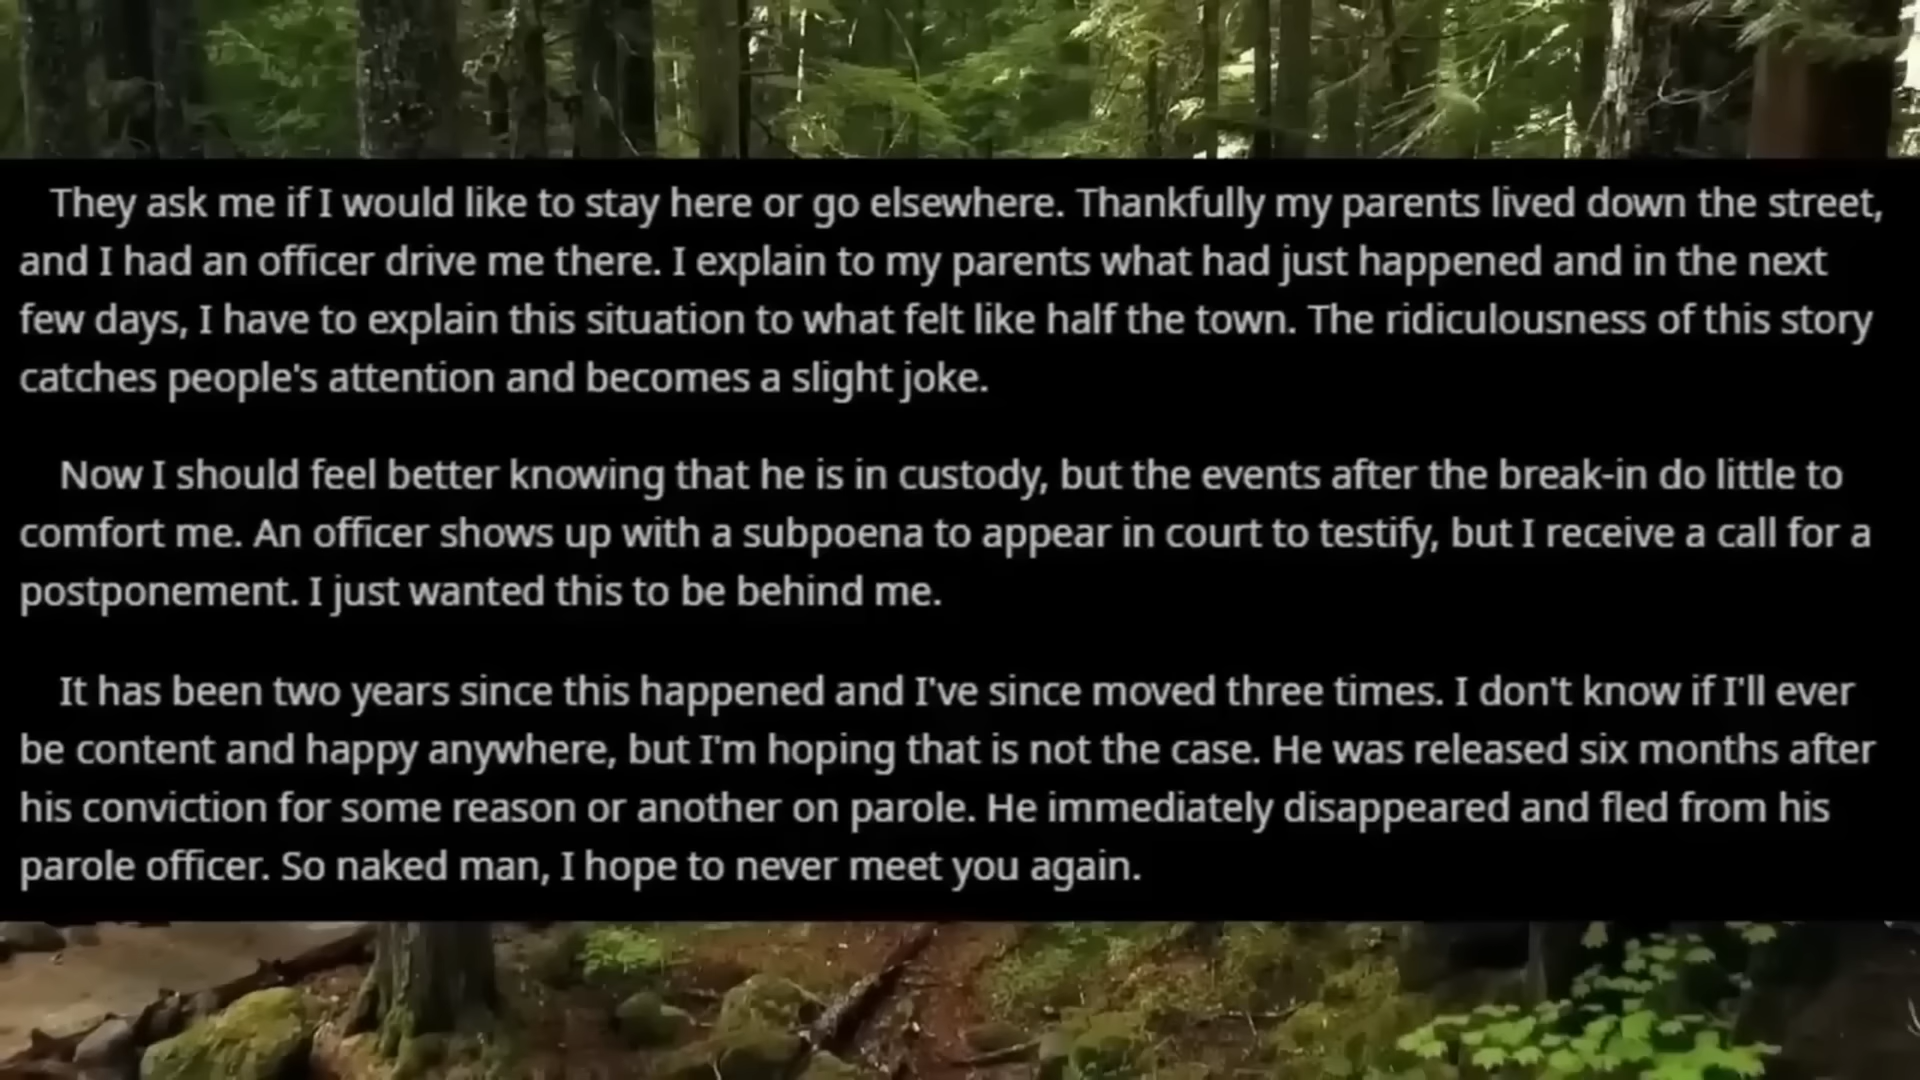 They ask me if I would like to stay here or go elsewhere. Thankfully my parents lived down the street,
and I had an officer drive me there. I explain to my parents what had just happened and in the next
few days, I have to explain this situation to what felt like half the town. The ridiculousness of this story
catches people's attention and becomes a slight joke.
Now I should feel better knowing that he is in custody, but the events after the break-in do little to
comfort me. An officer shows up with a subpoena to appear in court to testify, but I receive a call for a
postponement. I just wanted this to be behind me.
It has been two years since this happened and I've since moved three times. I don't know if I'll ever
be content and happy anywhere, but I'm hoping that is not the case. He was released six months after
his conviction for some reason or another on parole. He immediately disappeared and fled from his
parole officer. So naked man, I hope to never meet you again.